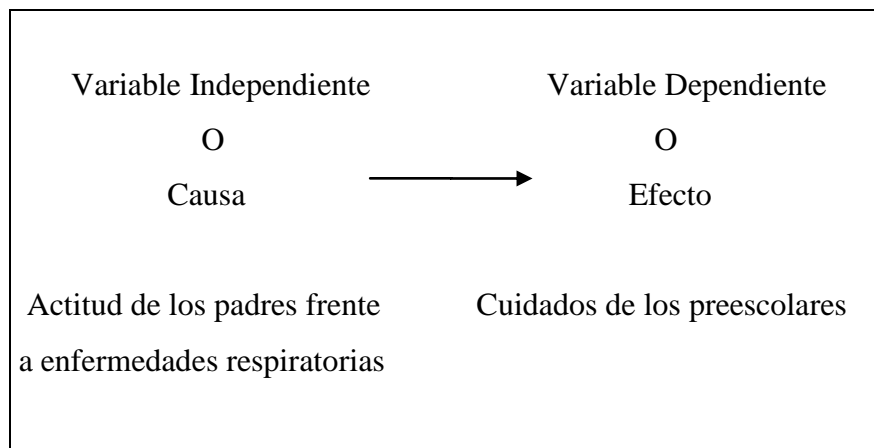 Variable Independiente
O
Causa
Actitud de los padres frente
a enfermedades respiratorias
Variable Dependiente
O
Efecto
Cuidados de los preescolares